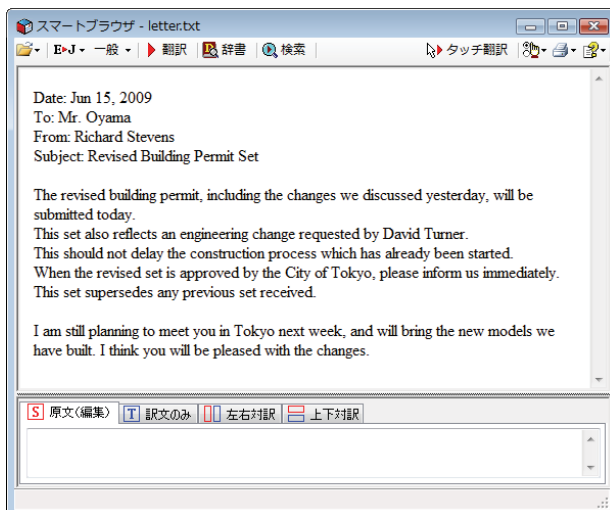 スマートブラウザ - letter.txt
E▸J 一般 翻訳 辞書 検索 タッチ翻訳
Date: Jun 15, 2009
To: Mr. Oyama
From: Richard Stevens
Subject: Revised Building Permit Set
The revised building permit, including the changes we discussed yesterday, will be
submitted today.
This set also reflects an engineering change requested by David Turner.
This should not delay the construction process which has already been started.
When the revised set is approved by the City of Tokyo, please inform us immediately.
This set supersedes any previous set received.
I am still planning to meet you in Tokyo next week, and will bring the new models we
have built. I think you will be pleased with the changes.
S 原文(編集) T 訳文のみ 左右対訳 上下対訳